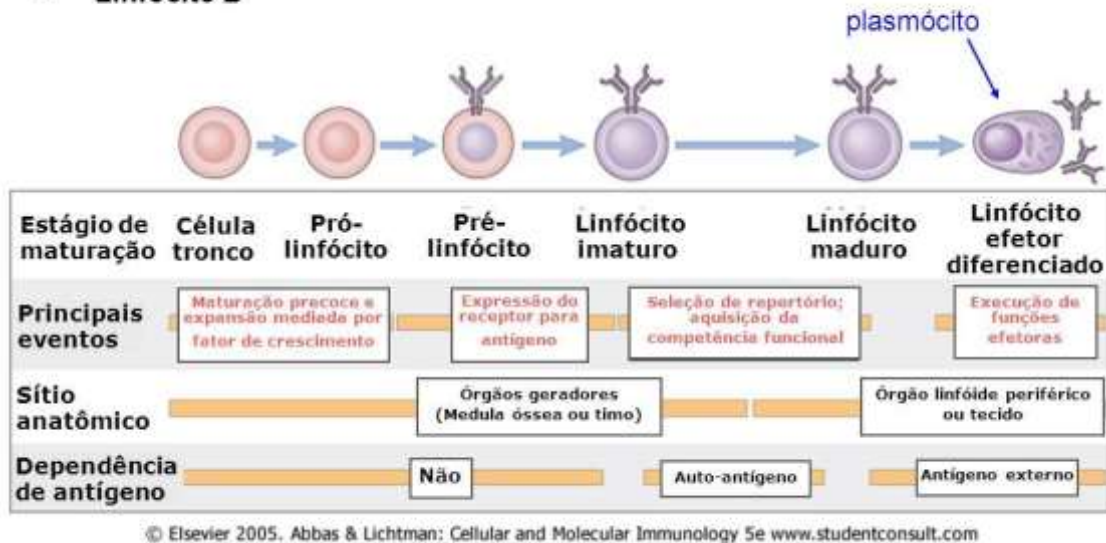 Linfócito B
plasmócito
Estágio de
maturação
Célula
tronco
Pró-
linfócito
Pré-
linfócito
Linfócito
imaturo
Linfócito
maduro
Linfócito
efetor
diferenciado
Principais
eventos
Maturação precoce e
expansão mediada por
fator de crescimento
Expressão do
receptor para
antígeno
Seleção de repertório;
aquisição da
competência funcional
Execução de
funções
efetoras
Sítio
anatômico
Órgãos geradores
(Medula óssea ou timo)
Órgão linfóide periférico
ou tecido
Dependência
de antígeno
Não
Auto-antígeno
Antígeno externo
© Elsevier 2005. Abbas & Lichtman: Cellular and Molecular Immunology 5e www.studentconsult.com